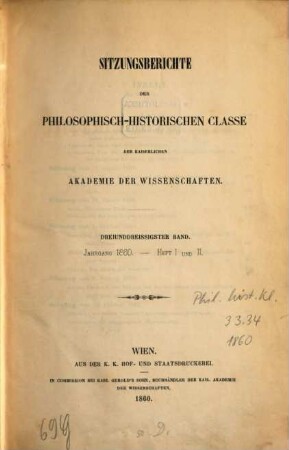 SITZUNGSBERICHTE
DER
PHILOSOPHISCH-HISTORISCHEN CLASSE
DER KAISERLICHEN
AKADEMIE DER WISSENSCHAFTEN.
DREIUNDDREISSIGSTER BAND.
JAHRGANG 1860. — HEFT I UND II.
Phil. hist. Kl.
33.34
1860
WIEN.
AUS DER K. K. HOF- UND STAATSDRUCKEREI.
IN COMMISSION BEI KARL GEROLD'S SOHN, BUCHHÄNDLER DER KAIS. AKADEMIE
DER WISSENSCHAFTEN.
1860.